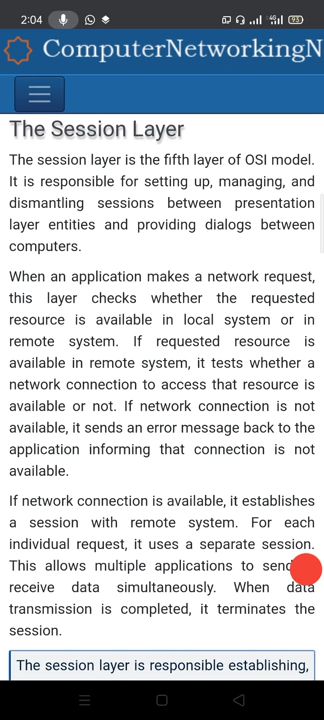 2:04
93
ComputerNetworkingN
The Session Layer
The session layer is the fifth layer of OSI model.
It is responsible for setting up, managing, and
dismantling sessions between presentation
layer entities and providing dialogs between
computers.
When an application makes a network request,
this layer checks whether the requested
resource is available in local system or in
remote system. If requested resource is
available in remote system, it tests whether a
network connection to access that resource is
available or not. If network connection is not
available, it sends an error message back to the
application informing that connection is not
available.
If network connection is available, it establishes
a session with remote system. For each
individual request, it uses a separate session.
This allows multiple applications to send
receive data simultaneously. When data
transmission is completed, it terminates the
session.
The session layer is responsible establishing,